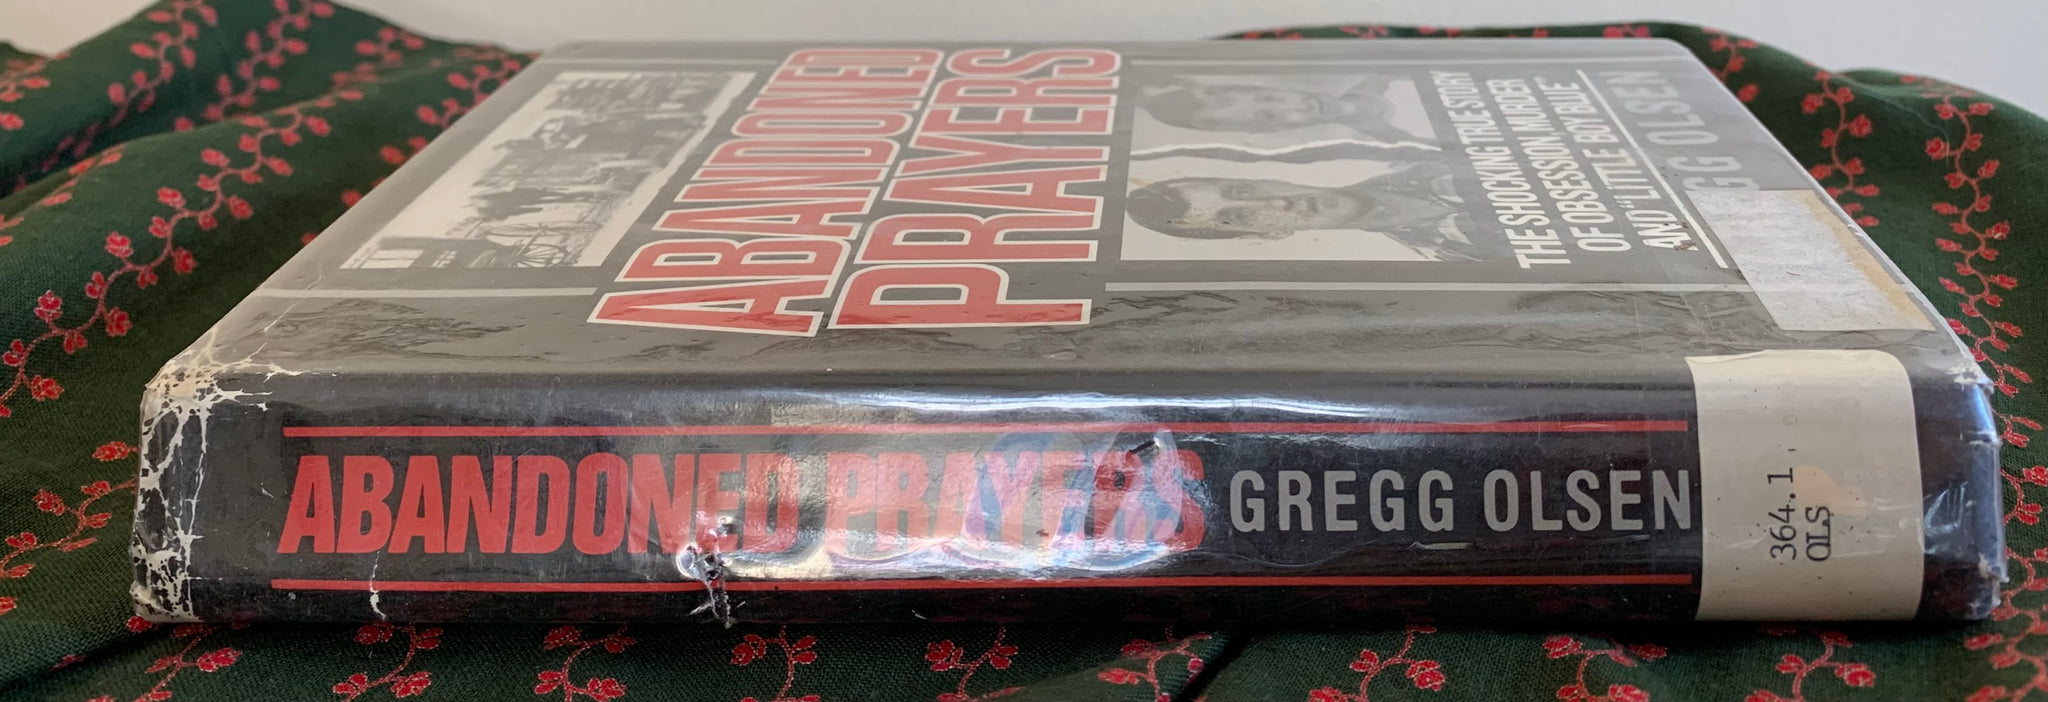 ABANDONED
PRAYERS
THE SHOCKING TRUE STORY
OF OBSESSION, MURDER
AND "LITTLE BOY BLUE"
GG OLSEN
ABANDONED PRAYERS GREGG OLSEN
364.1
OLS